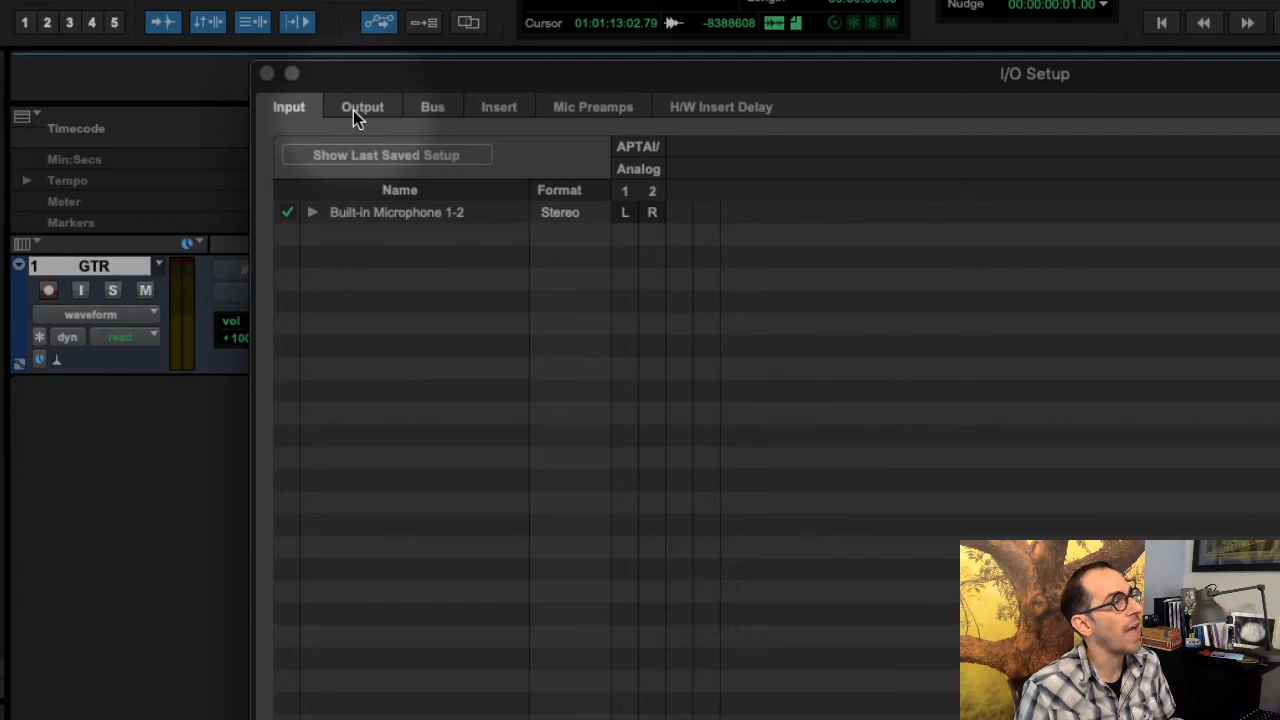 1 2 3 4 5
Cursor 01:01:13:02.79 -8388608
Nudge 00:00:00:01.00
I/O Setup
Input Output Bus Insert Mic Preamps H/W Insert Delay
Show Last Saved Setup
APTAI/
Analog
Name Format 1 2
Built-in Microphone 1-2 Stereo L R
Timecode
Min:Secs
Tempo
Meter
Markers
1 GTR
I S M
waveform
dyn read
vol
100
S M